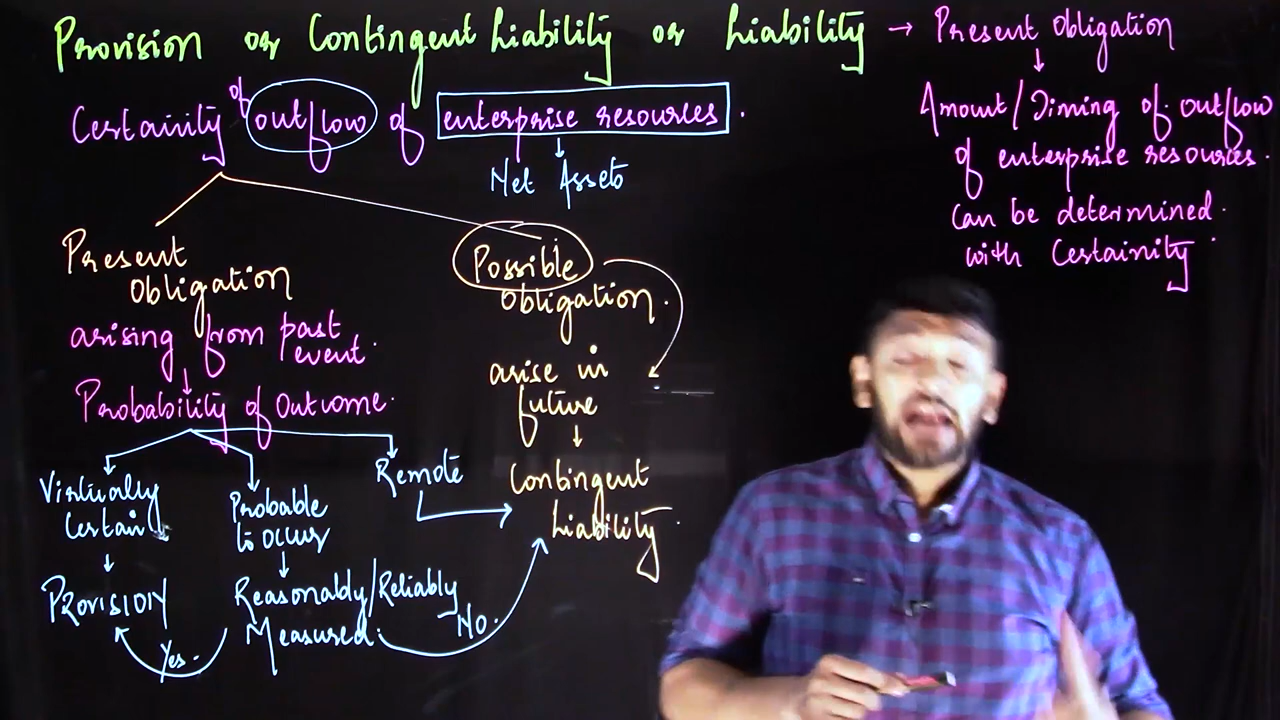 Provision or Contingent Liability or Liability → Present Obligation
Amount/Timing of outflow
of enterprise resources.
Can be determined.
with Certainity.
Certainity of outflow of enterprise resources.
Net Assets
Present
Obligation
arising from past
event.
Probability of Outcome.
Virtually
Certain
PROVISION
Probable
to occur
Reasonably/Reliably
Measured.
Yes.
No.
Remote
Possible
Obligation.
arise in
future
Contingent
Liability.